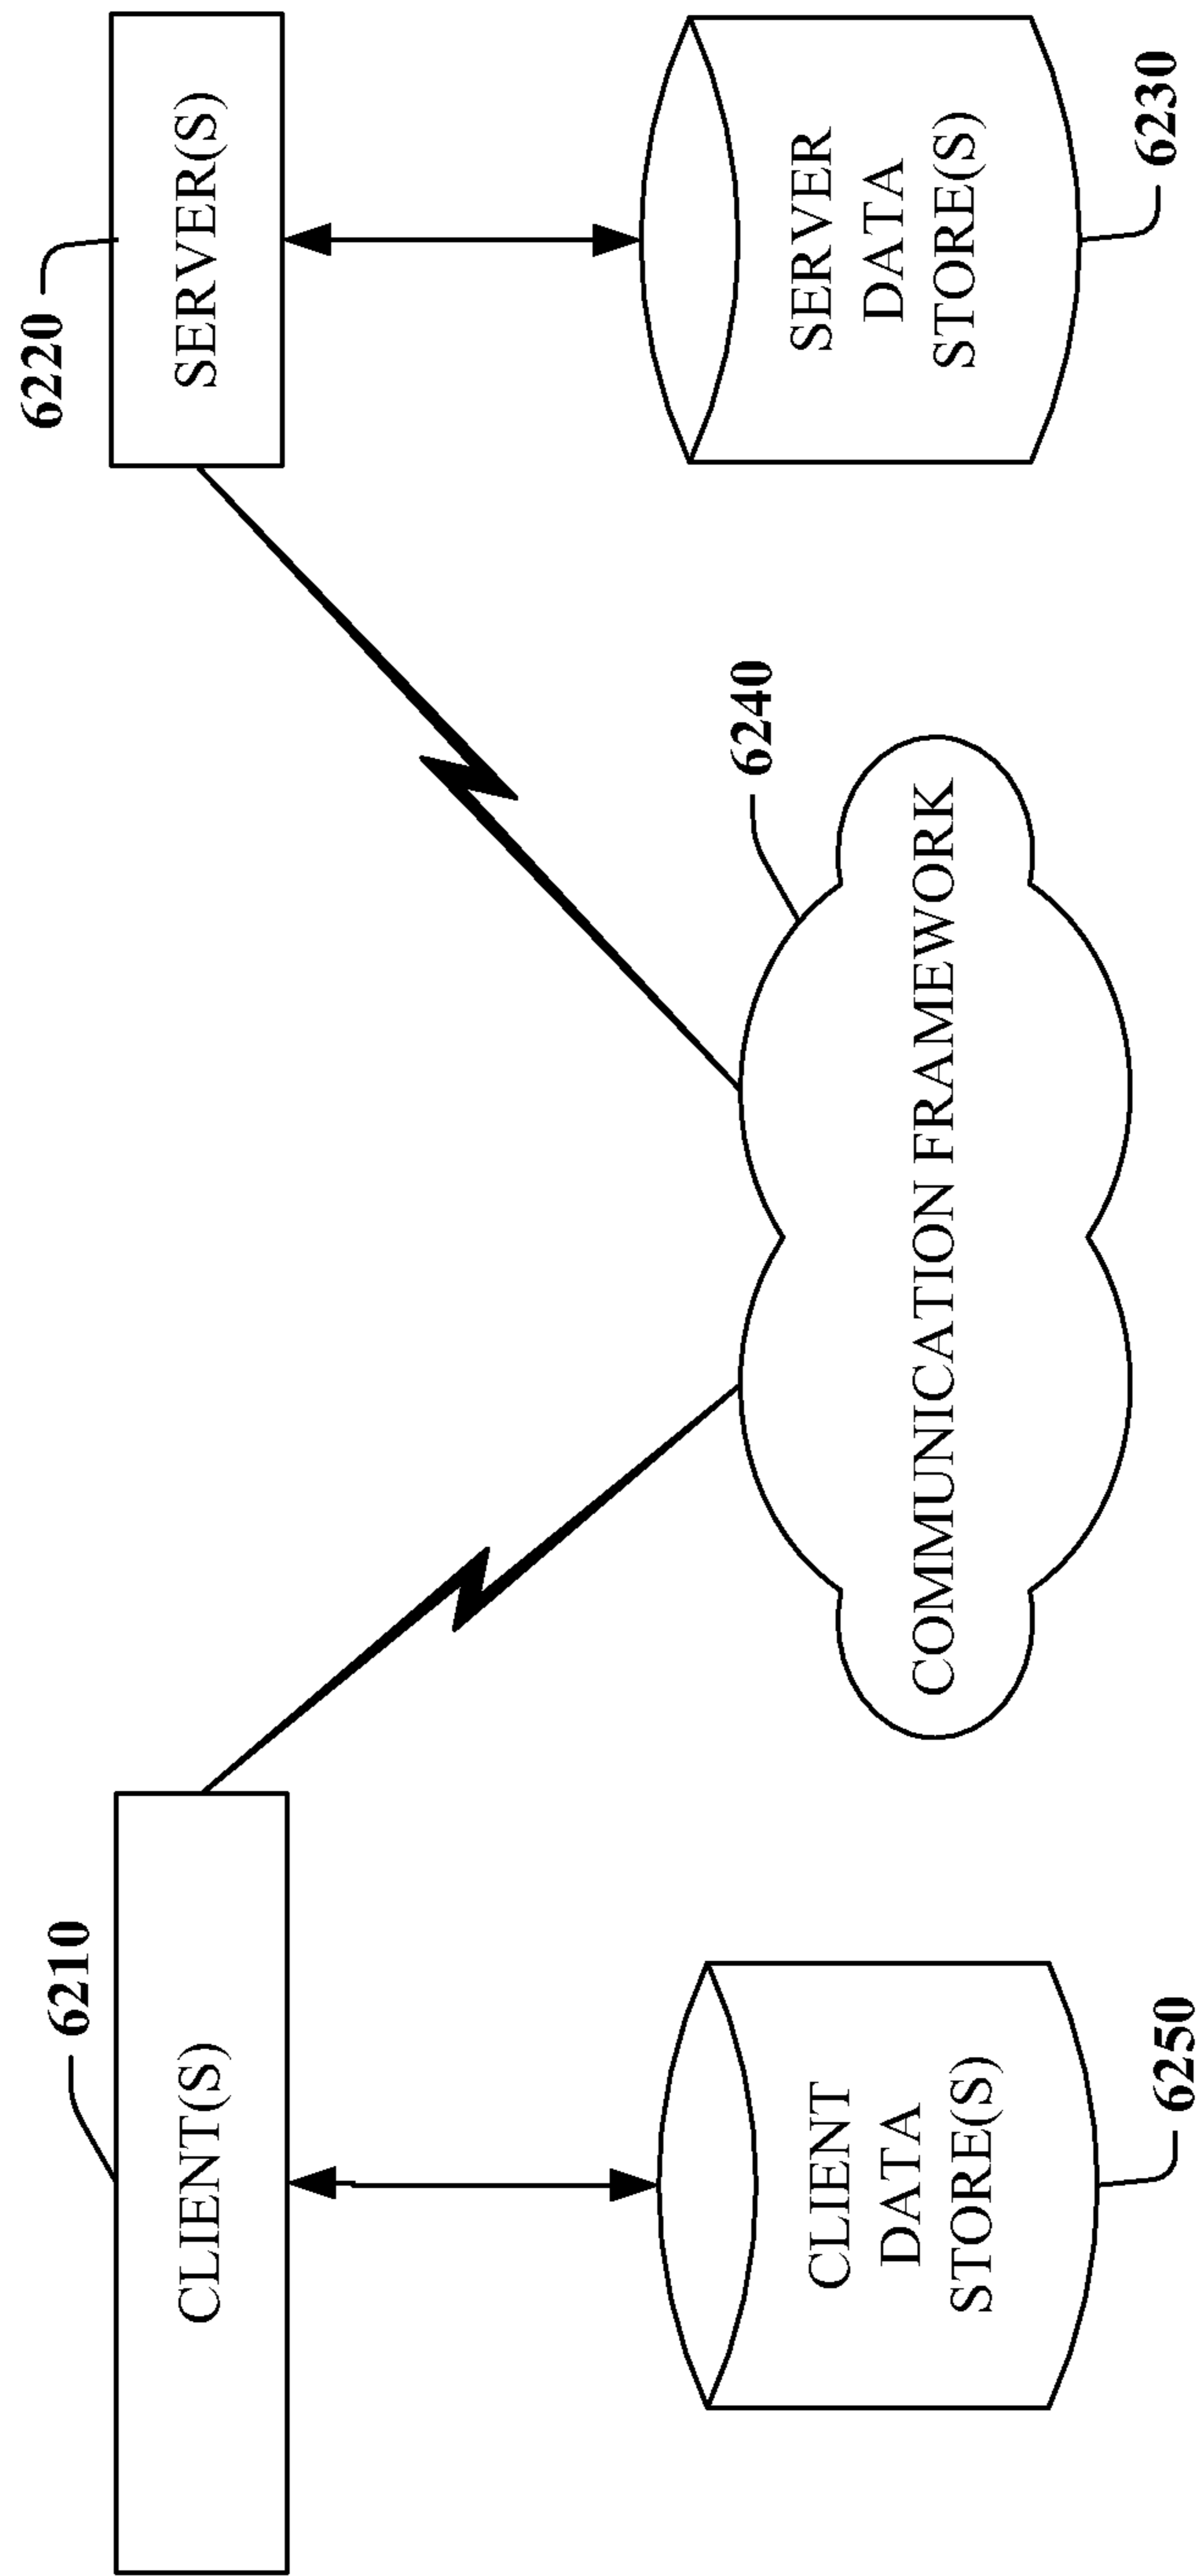 6210
CLIENT(S)
6220
SERVER(S)
6240
COMMUNICATION FRAMEWORK
CLIENT
DATA
STORE(S)
6250
SERVER
DATA
STORE(S)
6230